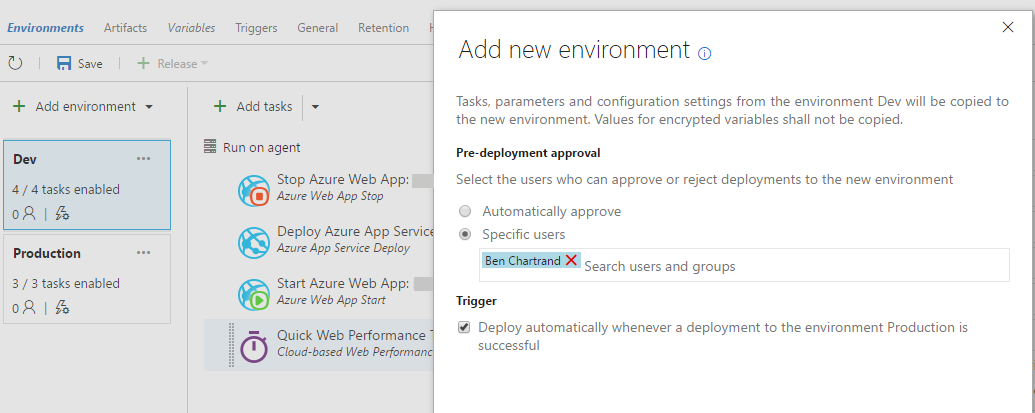 Environments Artifacts Variables Triggers General Retention
Save Release
Add environment
Add tasks
Dev
4 / 4 tasks enabled
0
Production
3 / 3 tasks enabled
0
Run on agent
Stop Azure Web App:
Azure Web App Stop
Deploy Azure App Service
Azure App Service Deploy
Start Azure Web App:
Azure Web App Start
Quick Web Performance T
Cloud-based Web Performanc
Add new environment
Tasks, parameters and configuration settings from the environment Dev will be copied to
the new environment. Values for encrypted variables shall not be copied.
Pre-deployment approval
Select the users who can approve or reject deployments to the new environment
Automatically approve
Specific users
Ben Chartrand Search users and groups
Trigger
Deploy automatically whenever a deployment to the environment Production is
successful